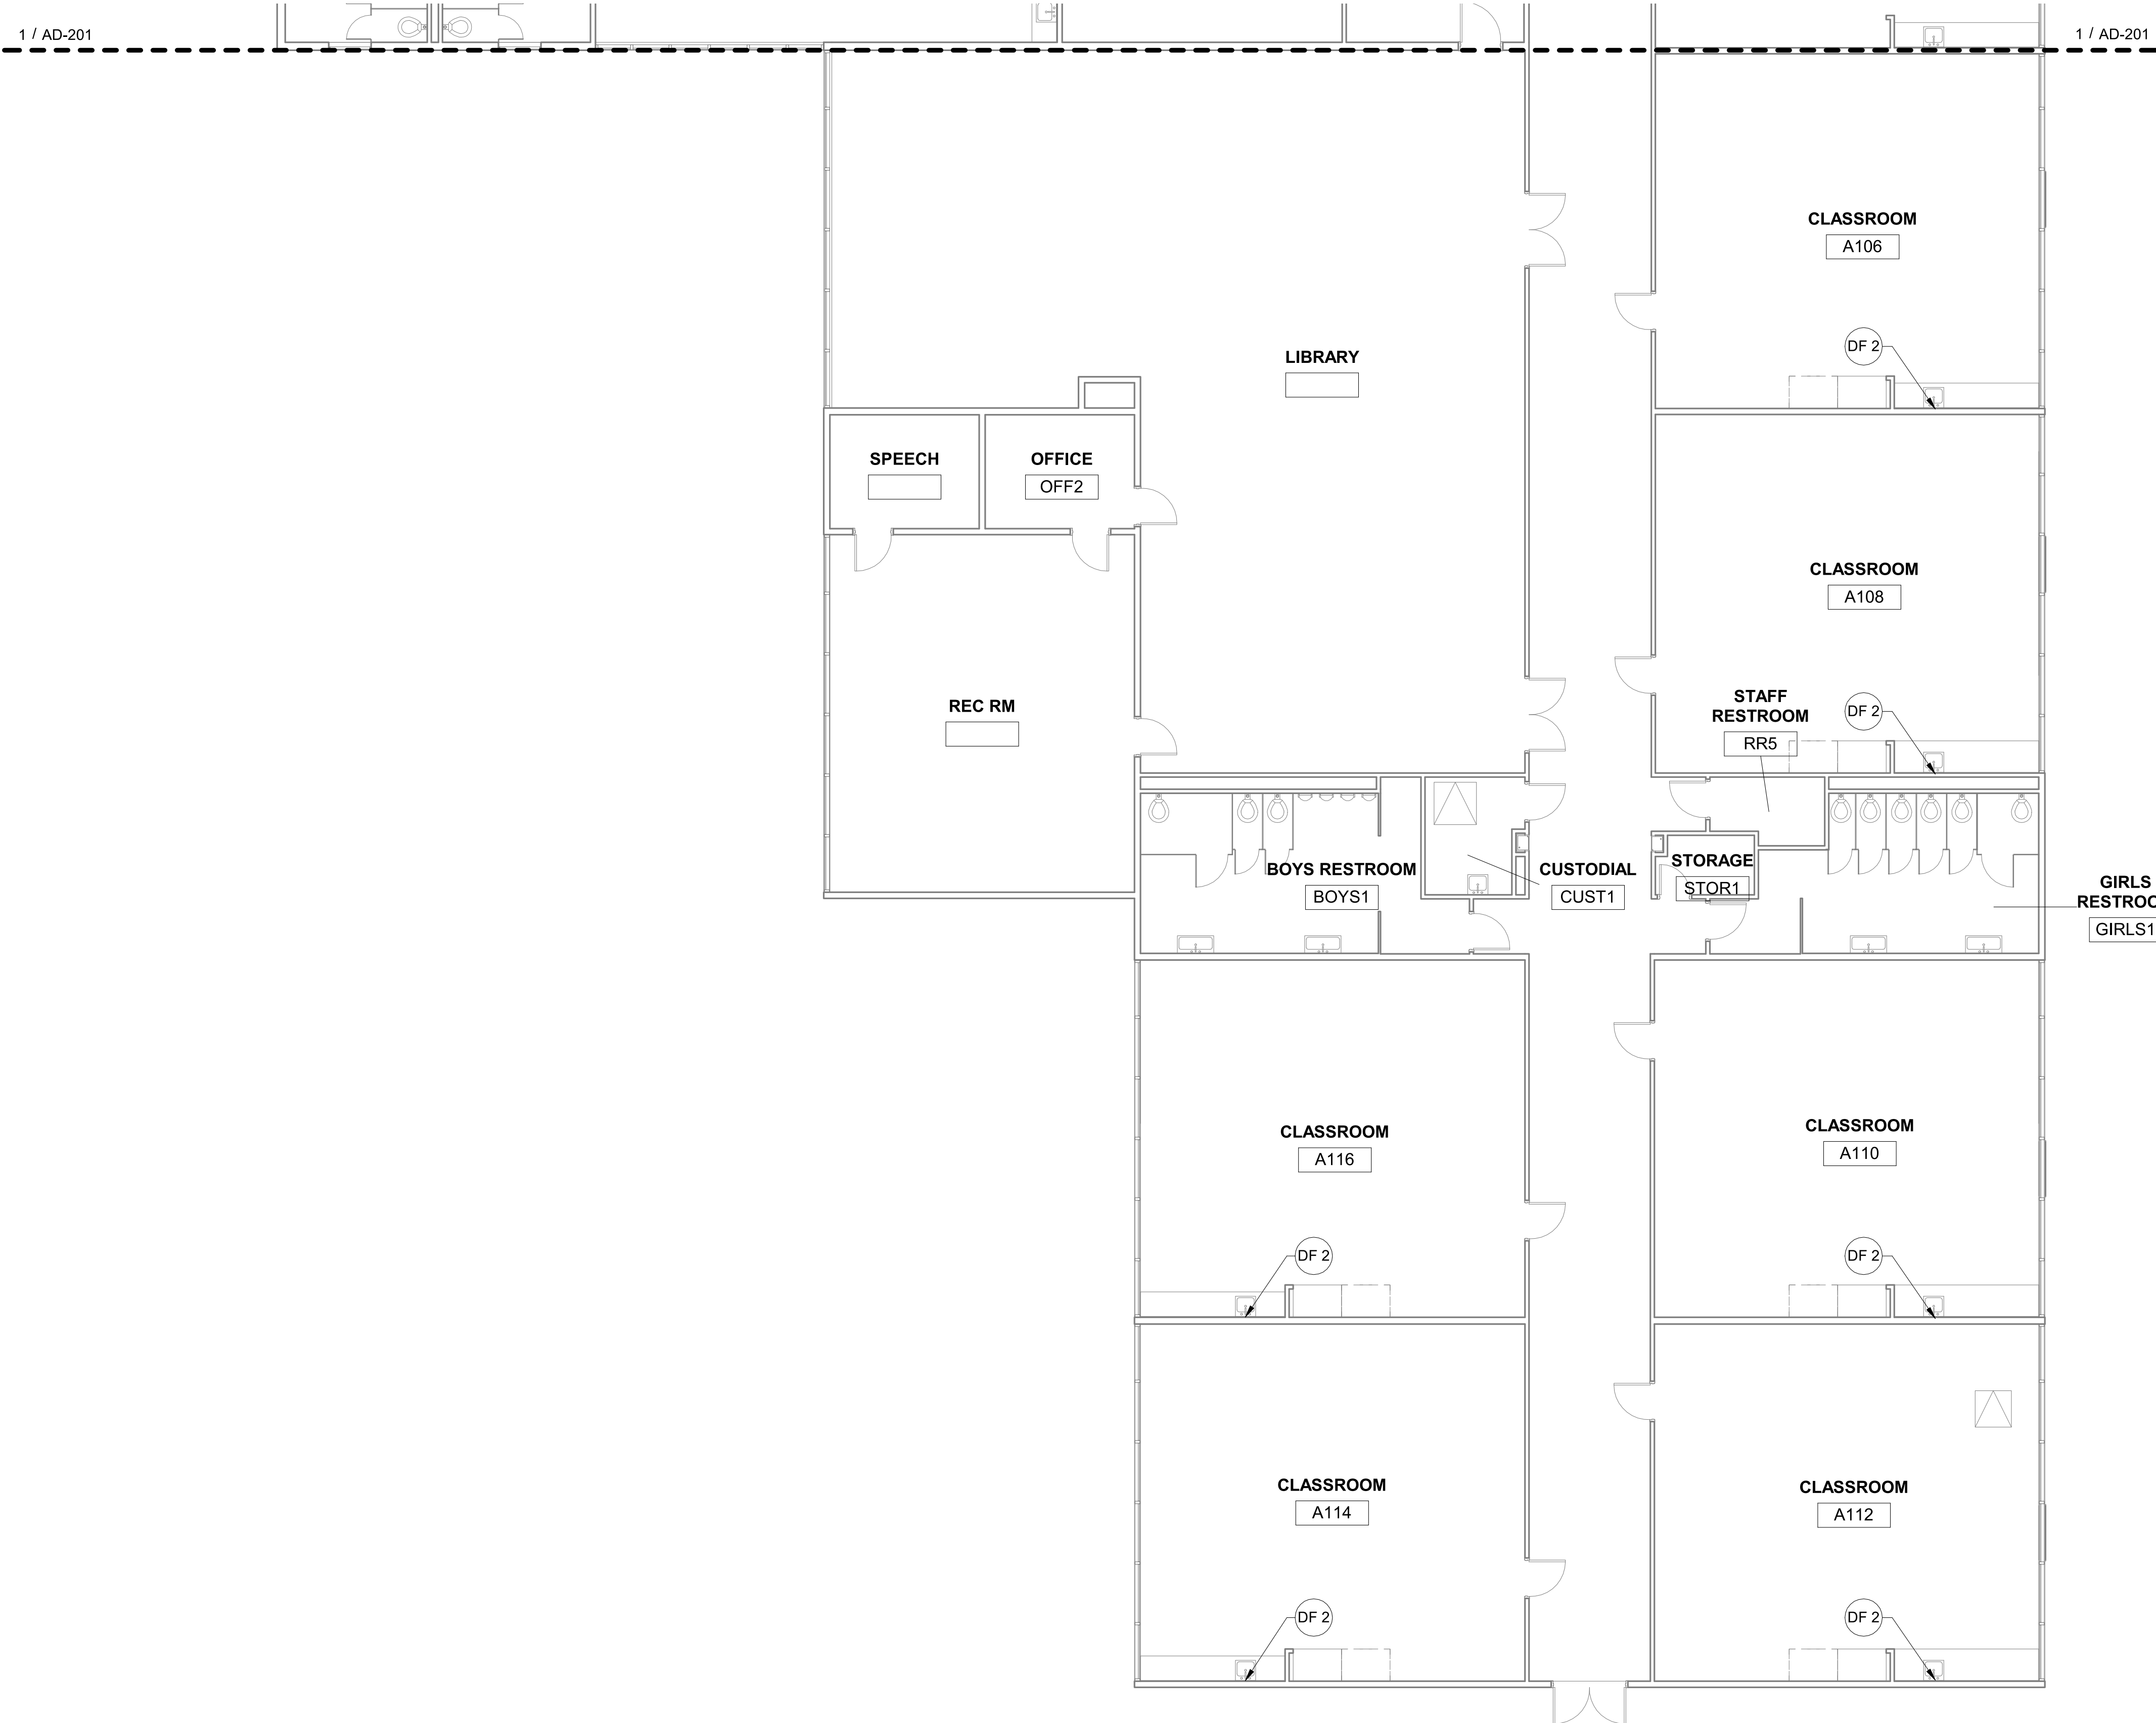 1 / AD-201
1 / AD-201
CLASSROOM
A106
DF 2
LIBRARY
SPEECH
OFFICE
OFF2
CLASSROOM
A108
STAFF
RESTROOM
RR5
DF 2
REC RM
BOYS RESTROOM
BOYS1
CUSTODIAL
CUST1
STORAGE
STOR1
GIRLS
GIRLS1
CLASSROOM
A116
CLASSROOM
A110
DF 2
DF 2
CLASSROOM
A114
CLASSROOM
A112
DF 2
DF 2